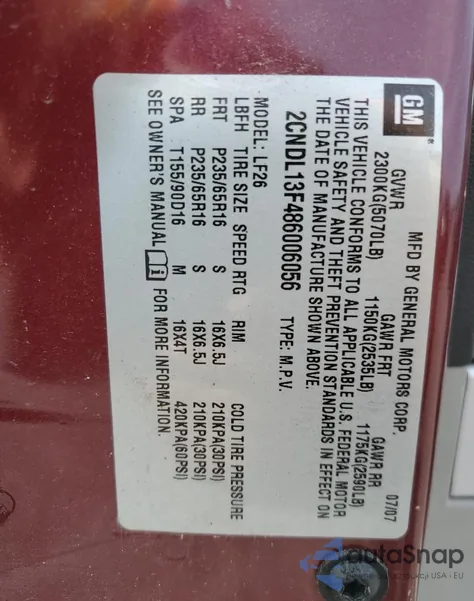 GM®
MFD BY GENERAL MOTORS CORP. 07/07
GVWR GAWR FRT GAWR RR
2300KG(5070LB) 1150KG(2535LB) 1175KG(2590LB)
THIS VEHICLE CONFORMS TO ALL APPLICABLE U.S. FEDERAL MOTOR
VEHICLE SAFETY AND THEFT PREVENTION STANDARDS IN EFFECT ON
THE DATE OF MANUFACTURE SHOWN ABOVE.
2CNDL13F486006056 TYPE: M.P.V.
MODEL: LF26
LBFH TIRE SIZE SPEED RTG RIM COLD TIRE PRESSURE
FRT P235/65R16 S 16X6.5J 210KPA(30PSI)
RR P235/65R16 S 16X6.5J 210KPA(30PSI)
SPA T155/90D16 M 16X4T 420KPA(60PSI)
SEE OWNER'S MANUAL FOR MORE INFORMATION.
autoSnap
USA i EU